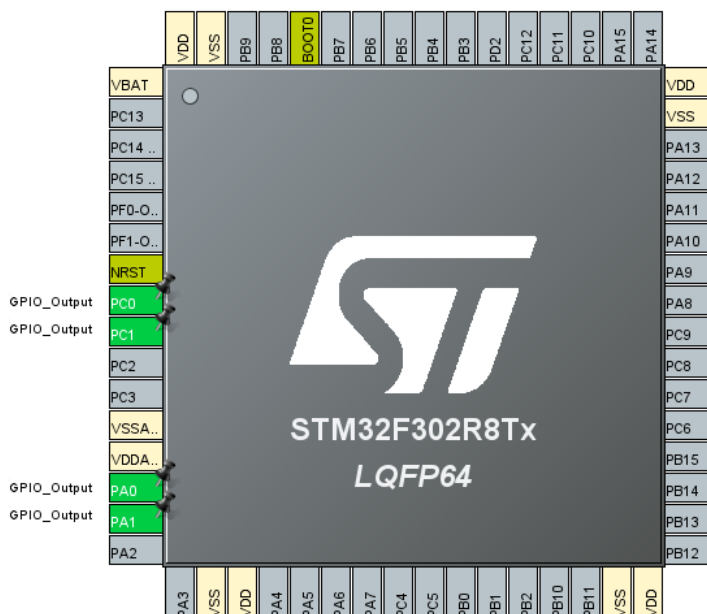 VDD
VSS
PB9
PB8
BOOT0
PB7
PB6
PB5
PB4
PB3
PD2
PC12
PC11
PC10
PA15
PA14
VBAT
PC13
PC14 ..
PC15 ..
PF0-O..
PF1-O..
NRST
GPIO_Output PC0
GPIO_Output PC1
PC2
PC3
VSSA..
VDDA..
GPIO_Output PA0
GPIO_Output PA1
PA2
VDD
VSS
PA13
PA12
PA11
PA10
PA9
PA8
PC9
PC8
PC7
PC6
PB15
PB14
PB13
PB12
ST
STM32F302R8Tx
LQFP64
PA3
VSS
VDD
PA4
PA5
PA6
PA7
PC4
PC5
PB0
PB1
PB2
PB10
PB11
VSS
VDD